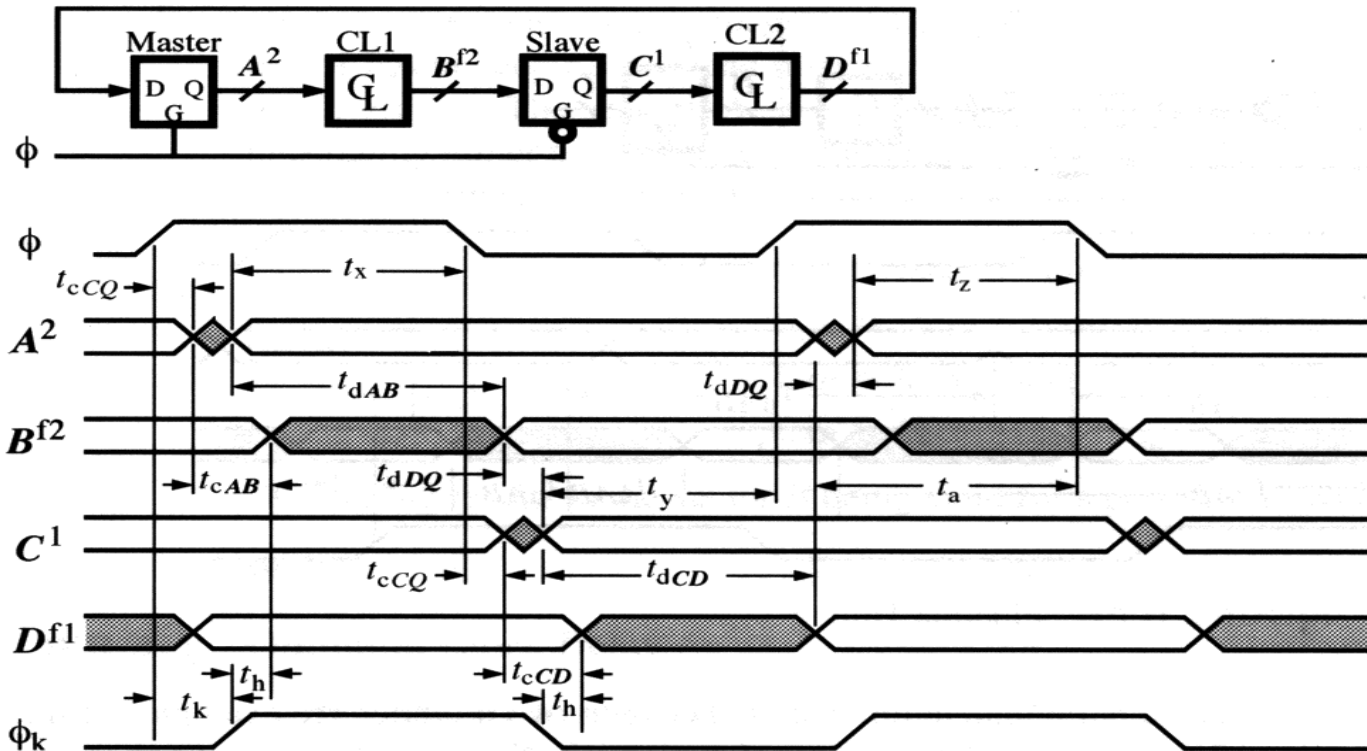 Master CL1 Slave CL2
D Q G A² CL B^f2 D Q G C¹ CL D^f1
ϕ
ϕ
t_cCQ t_x t_z
A²
t_dAB t_dDQ
B^f2
t_cAB t_dDQ t_y t_a
C¹
t_cCQ t_dCD
D^f1
t_k t_h t_cCD t_h
ϕ_k